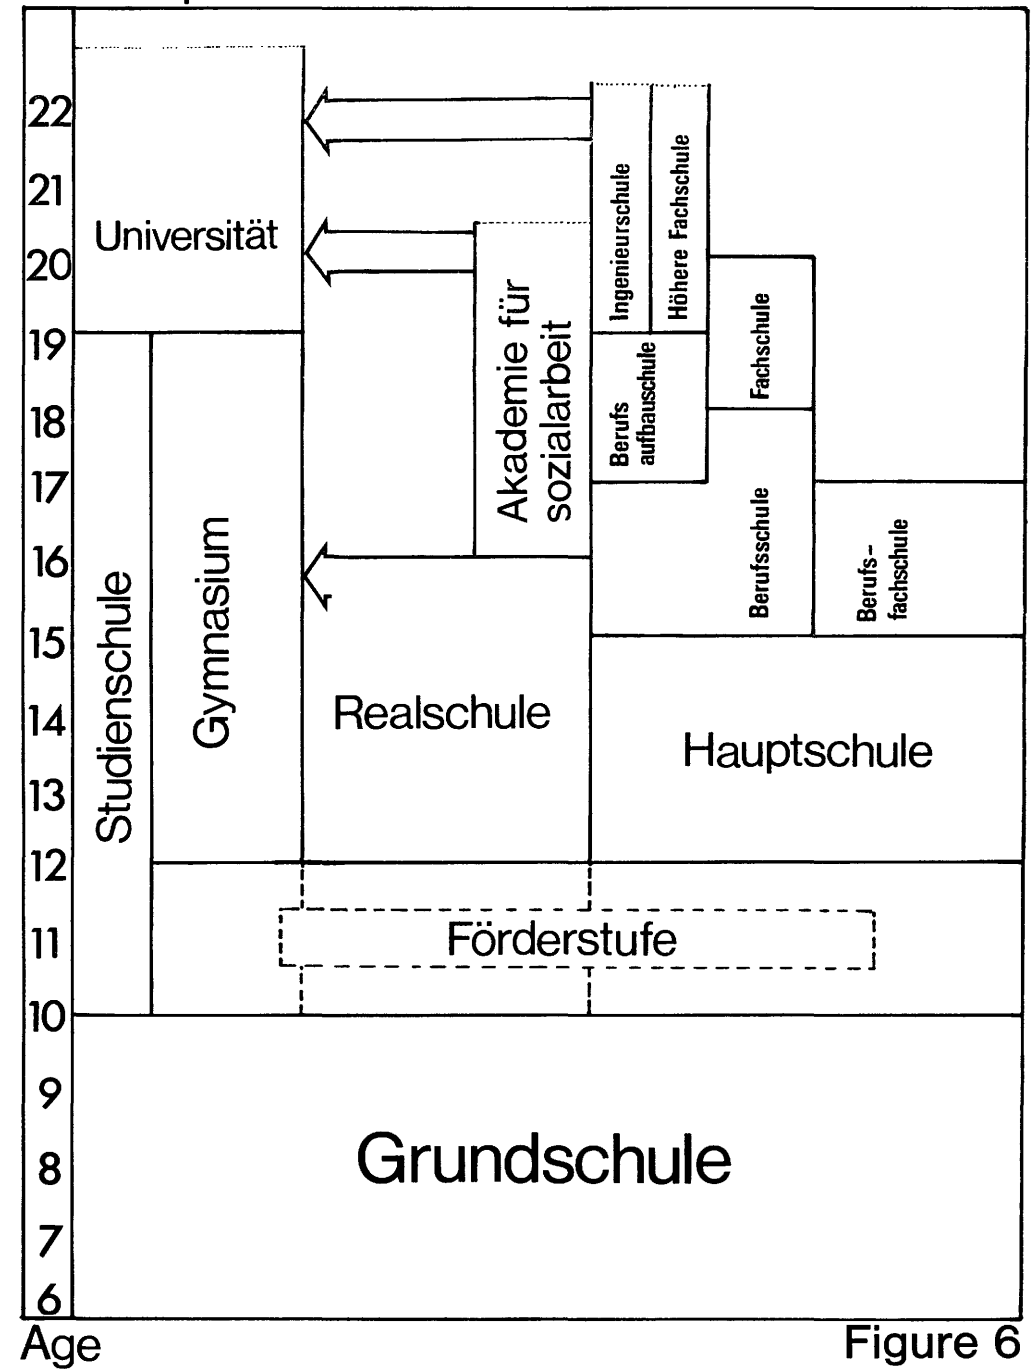 22
21
20
19
18
17
16
15
14
13
12
11
10
9
8
7
6
Age
Universität
Studienschule
Gymnasium
Realschule
Akademie für
sozialarbeit
Ingenieurschule
Höhere Fachschule
Berufs
aufbauschule
Fachschule
Berufsschule
Berufs-
fachschule
Hauptschule
Förderstufe
Grundschule
Figure 6